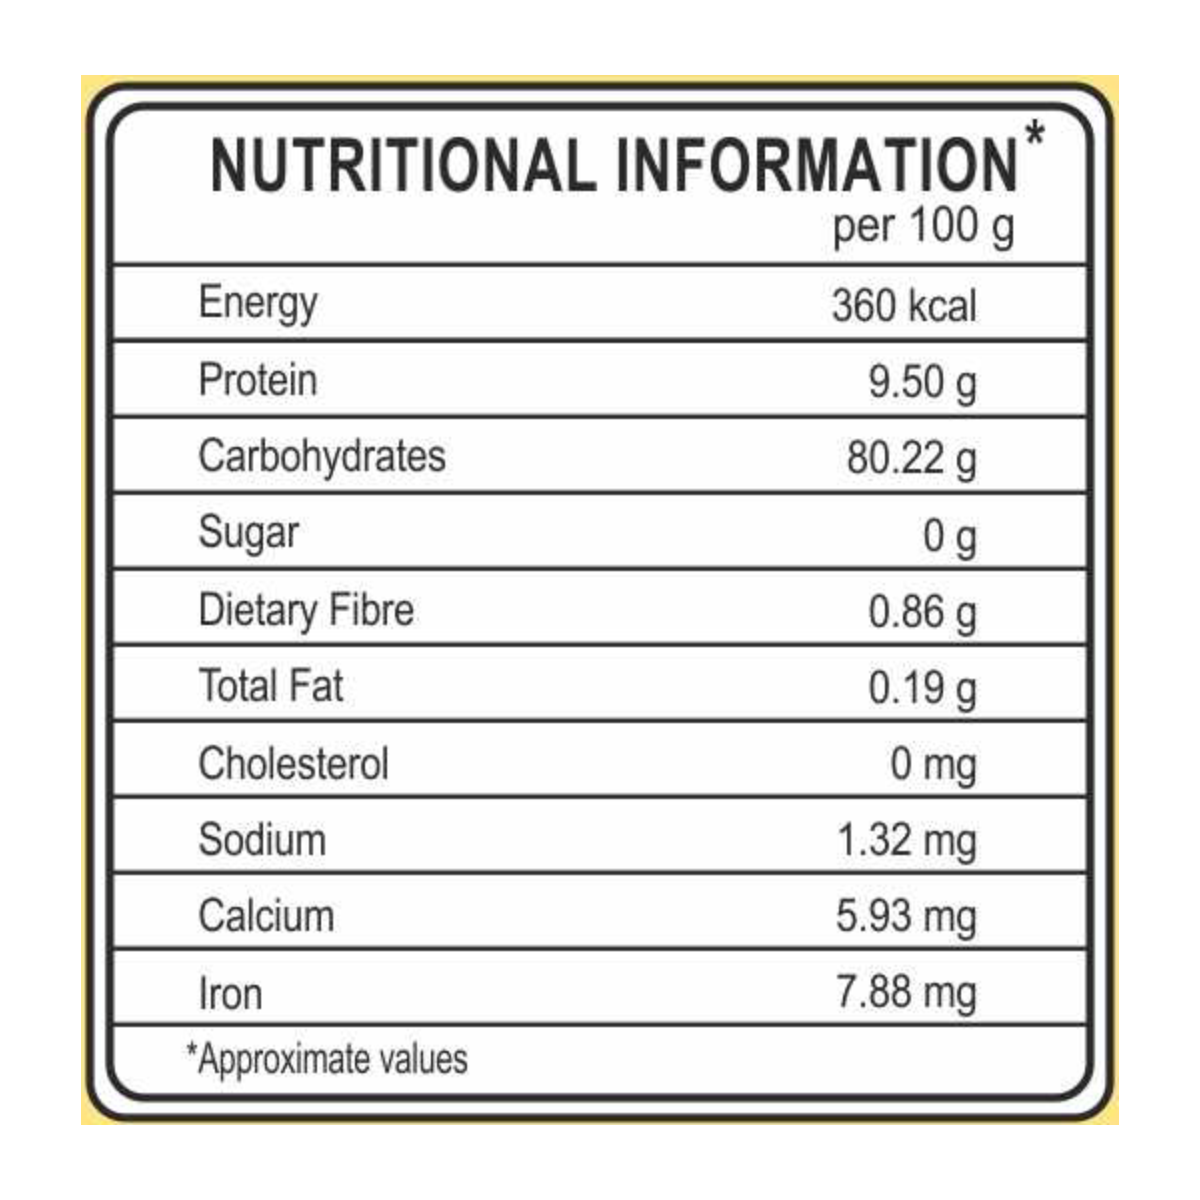 NUTRITIONAL INFORMATION*
per 100 g
Energy 360 kcal
Protein 9.50 g
Carbohydrates 80.22 g
Sugar 0 g
Dietary Fibre 0.86 g
Total Fat 0.19 g
Cholesterol 0 mg
Sodium 1.32 mg
Calcium 5.93 mg
Iron 7.88 mg
*Approximate values